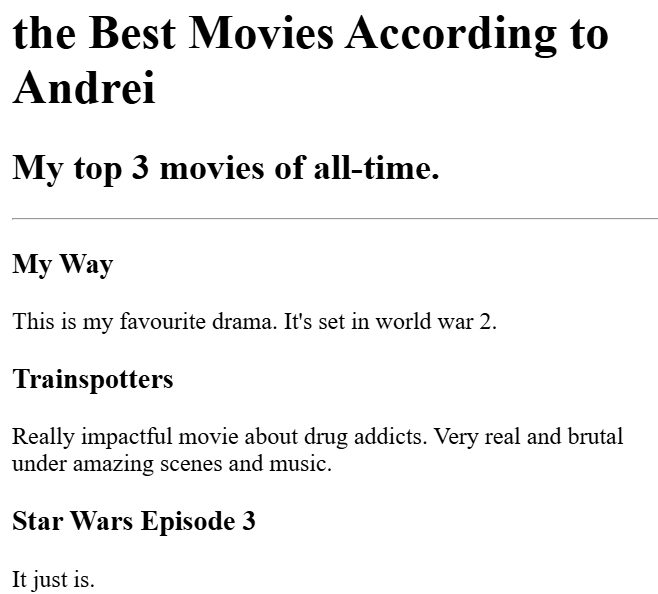 the Best Movies According to
Andrei
My top 3 movies of all-time.
My Way
This is my favourite drama. It's set in world war 2.
Trainspotters
Really impactful movie about drug addicts. Very real and brutal
under amazing scenes and music.
Star Wars Episode 3
It just is.